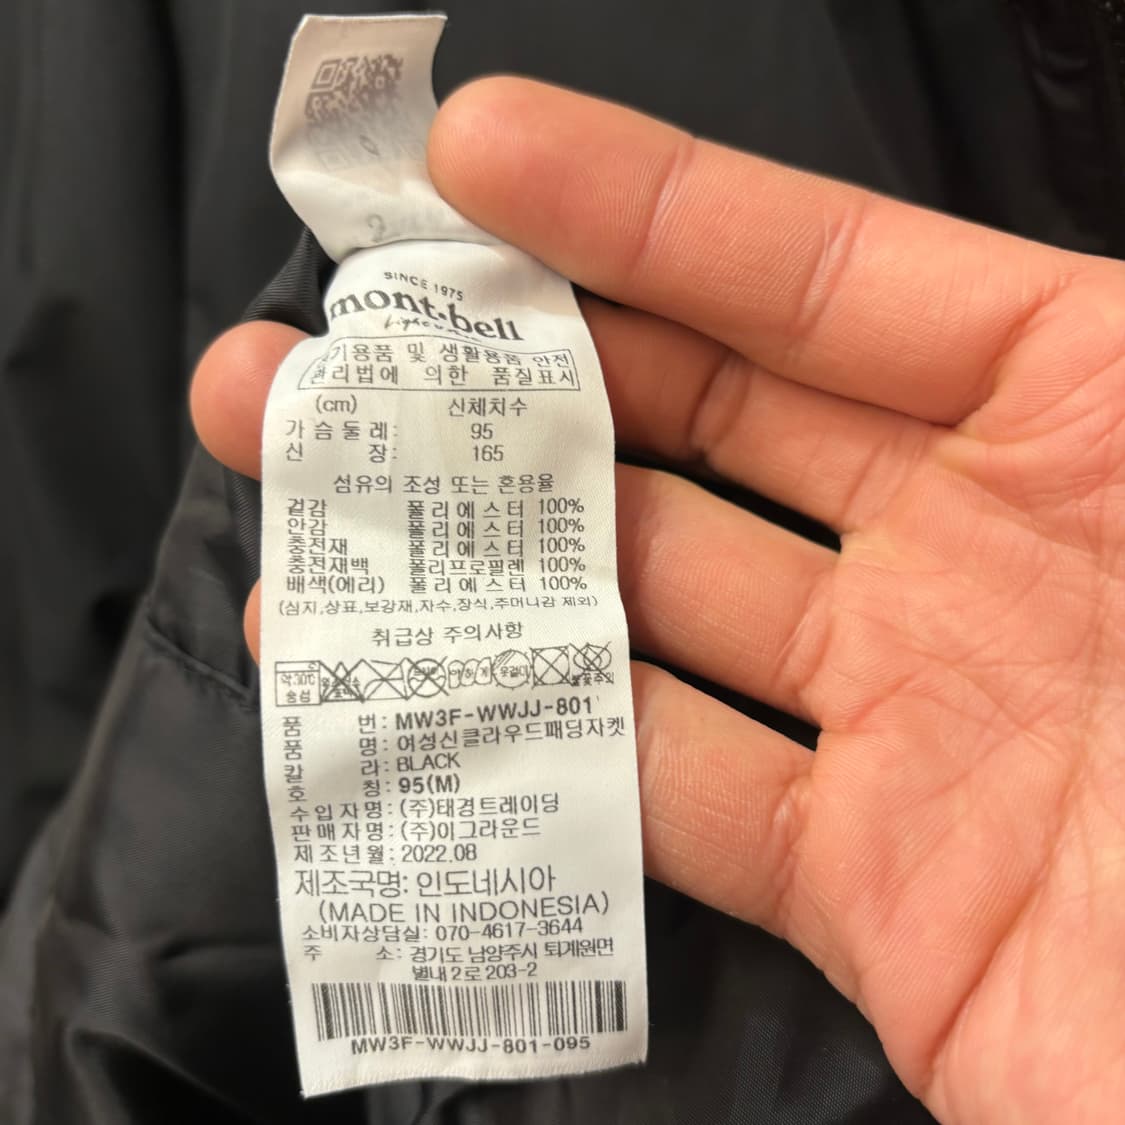 SINCE 1975
mont-bell
기용품 및 생활용품 안전
관리법에 의한 품질표시
(cm) 신체치수
가슴둘레: 95
신 장: 165
섬유의 조성 또는 혼용율
겉감 폴리에스터 100%
안감 폴리에스터 100%
충전재 폴리에스터 100%
충전재백 폴리프로필렌 100%
배색(에리) 폴리에스터 100%
(심지,상표,보강재,자수,장식,주머니감 제외)
취급상 주의사항
약30℃
중성
옷걸이
품 번: MW3F-WWJJ-801
품 명: 여성신클라우드패딩자켓
칼 라: BLACK
호 칭: 95(M)
수입자명: (주)태경트레이딩
판매자명: (주)이그라운드
제조년월: 2022.08
제조국명: 인도네시아
(MADE IN INDONESIA)
소비자상담실: 070-4617-3644
주 소: 경기도 남양주시 퇴계원면
별내2로 203-2
MW3F-WWJJ-801-095